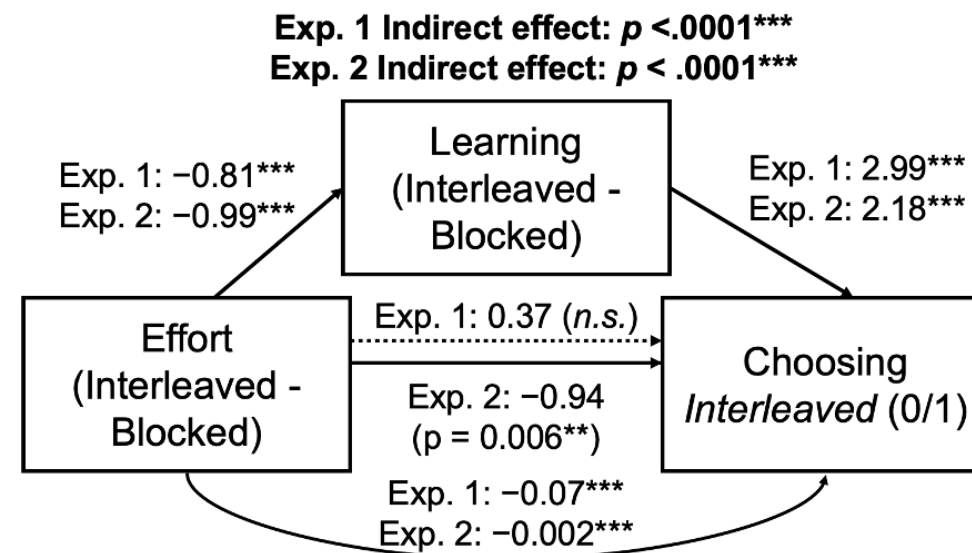 Exp. 1 Indirect effect: p <.0001***
Exp. 2 Indirect effect: p < .0001***
Learning
(Interleaved -
Blocked)
Exp. 1: −0.81***
Exp. 2: −0.99***
Exp. 1: 2.99***
Exp. 2: 2.18***
Effort
(Interleaved -
Blocked)
Exp. 1: 0.37 (n.s.)
Exp. 2: −0.94
(p = 0.006**)
Choosing
Interleaved (0/1)
Exp. 1: −0.07***
Exp. 2: −0.002***